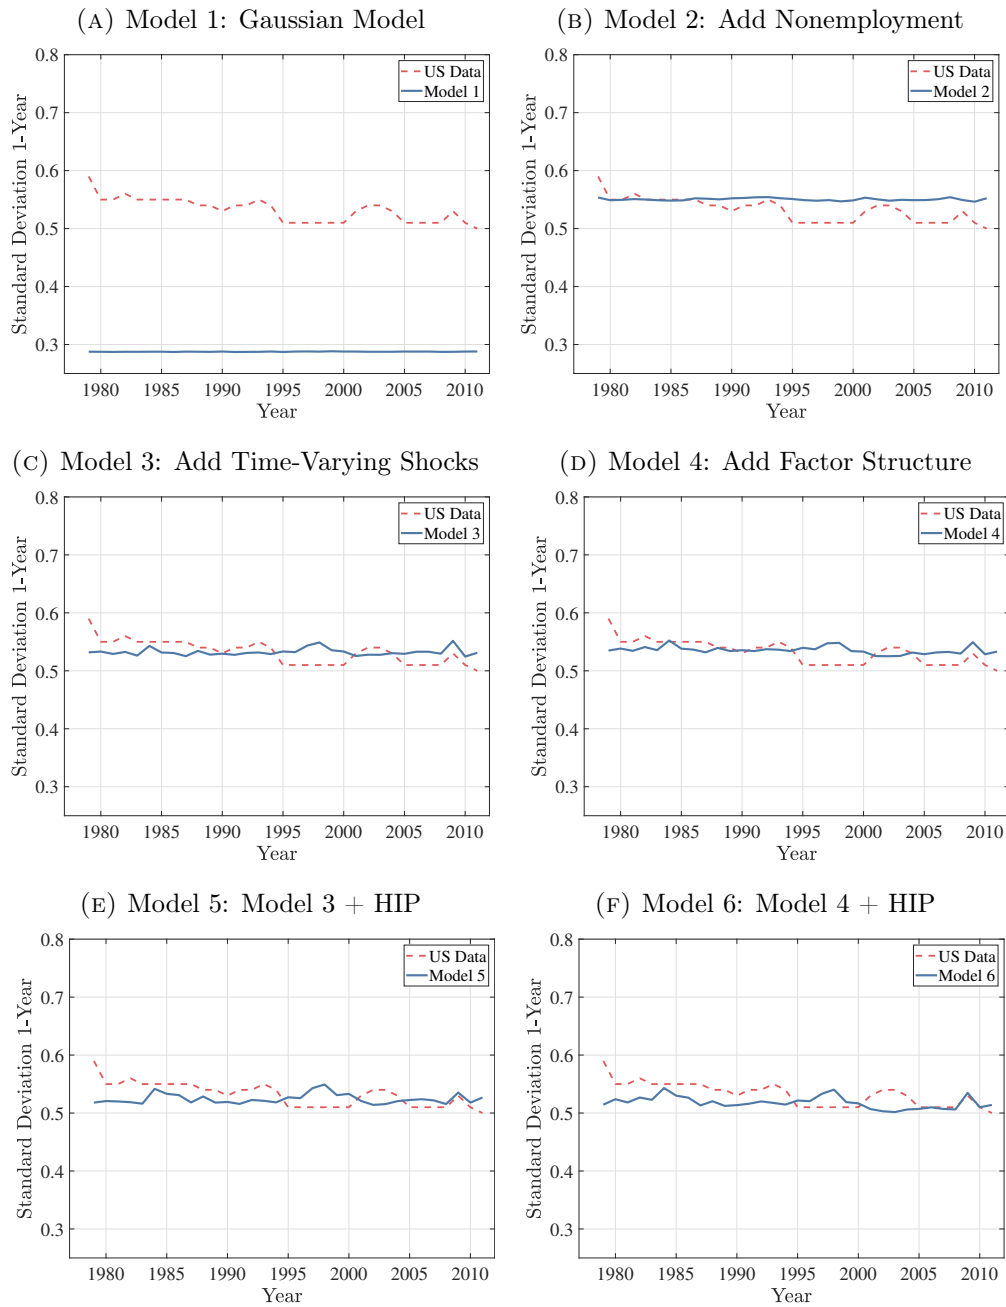 (A) Model 1: Gaussian Model
Standard Deviation 1-Year
0.8
0.7
0.6
0.5
0.4
0.3
US Data
Model 1
1980 1985 1990 1995 2000 2005 2010
Year
(B) Model 2: Add Nonemployment
Standard Deviation 1-Year
0.8
0.7
0.6
0.5
0.4
0.3
US Data
Model 2
1980 1985 1990 1995 2000 2005 2010
Year
(C) Model 3: Add Time-Varying Shocks
Standard Deviation 1-Year
0.8
0.7
0.6
0.5
0.4
0.3
US Data
Model 3
1980 1985 1990 1995 2000 2005 2010
Year
(D) Model 4: Add Factor Structure
Standard Deviation 1-Year
0.8
0.7
0.6
0.5
0.4
0.3
US Data
Model 4
1980 1985 1990 1995 2000 2005 2010
Year
(E) Model 5: Model 3 + HIP
Standard Deviation 1-Year
0.8
0.7
0.6
0.5
0.4
0.3
US Data
Model 5
1980 1985 1990 1995 2000 2005 2010
Year
(F) Model 6: Model 4 + HIP
Standard Deviation 1-Year
0.8
0.7
0.6
0.5
0.4
0.3
US Data
Model 6
1980 1985 1990 1995 2000 2005 2010
Year